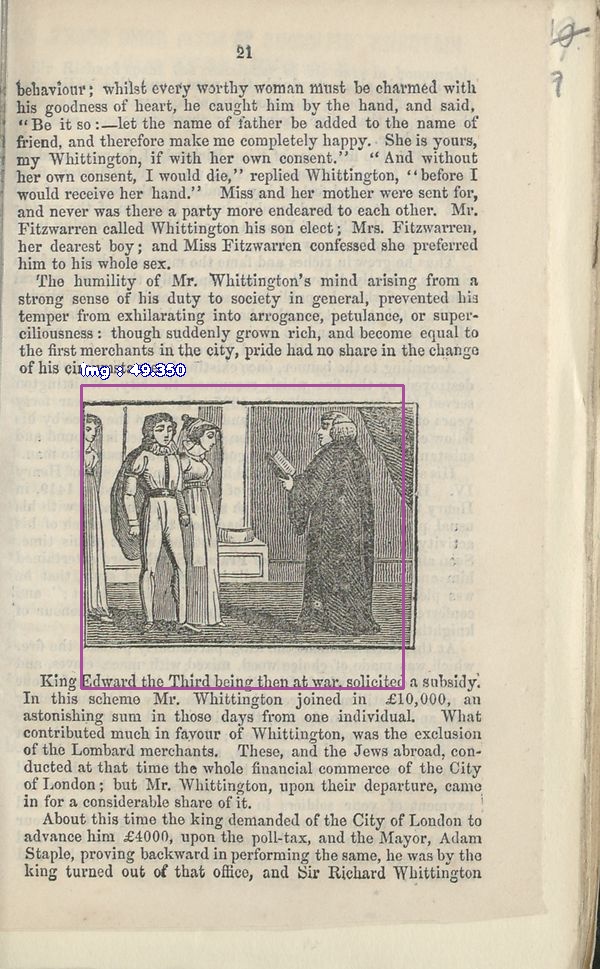 21
behaviour; whilst every worthy woman must be charmed with
his goodness of heart, he caught him by the hand, and said,
"Be it so:—let the name of father be added to the name of
friend, and therefore make me completely happy. She is yours,
my Whittington, if with her own consent." "And without
her own consent, I would die," replied Whittington, "before I
would receive her hand." Miss and her mother were sent for,
and never was there a party more endeared to each other. Mr.
Fitzwarren called Whittington his son elect; Mrs. Fitzwarren,
her dearest boy; and Miss Fitzwarren confessed she preferred
him to his whole sex.
The humility of Mr. Whittington's mind arising from a
strong sense of his duty to society in general, prevented his
temper from exhilarating into arrogance, petulance, or super-
ciliousness: though suddenly grown rich, and become equal to
the first merchants in the city, pride had no share in the change
of his
img : 49.350
King Edward the Third being then at war, solicited a subsidy.
In this scheme Mr. Whittington joined in £10,000, an
astonishing sum in those days from one individual. What
contributed much in favour of Whittington, was the exclusion
of the Lombard merchants. These, and the Jews abroad, con-
ducted at that time the whole financial commerce of the City
of London; but Mr. Whittington, upon their departure, came
in for a considerable share of it.
About this time the king demanded of the City of London to
advance him £4000, upon the poll-tax, and the Mayor, Adam
Staple, proving backward in performing the same, he was by the
king turned out of that office, and Sir Richard Whittington